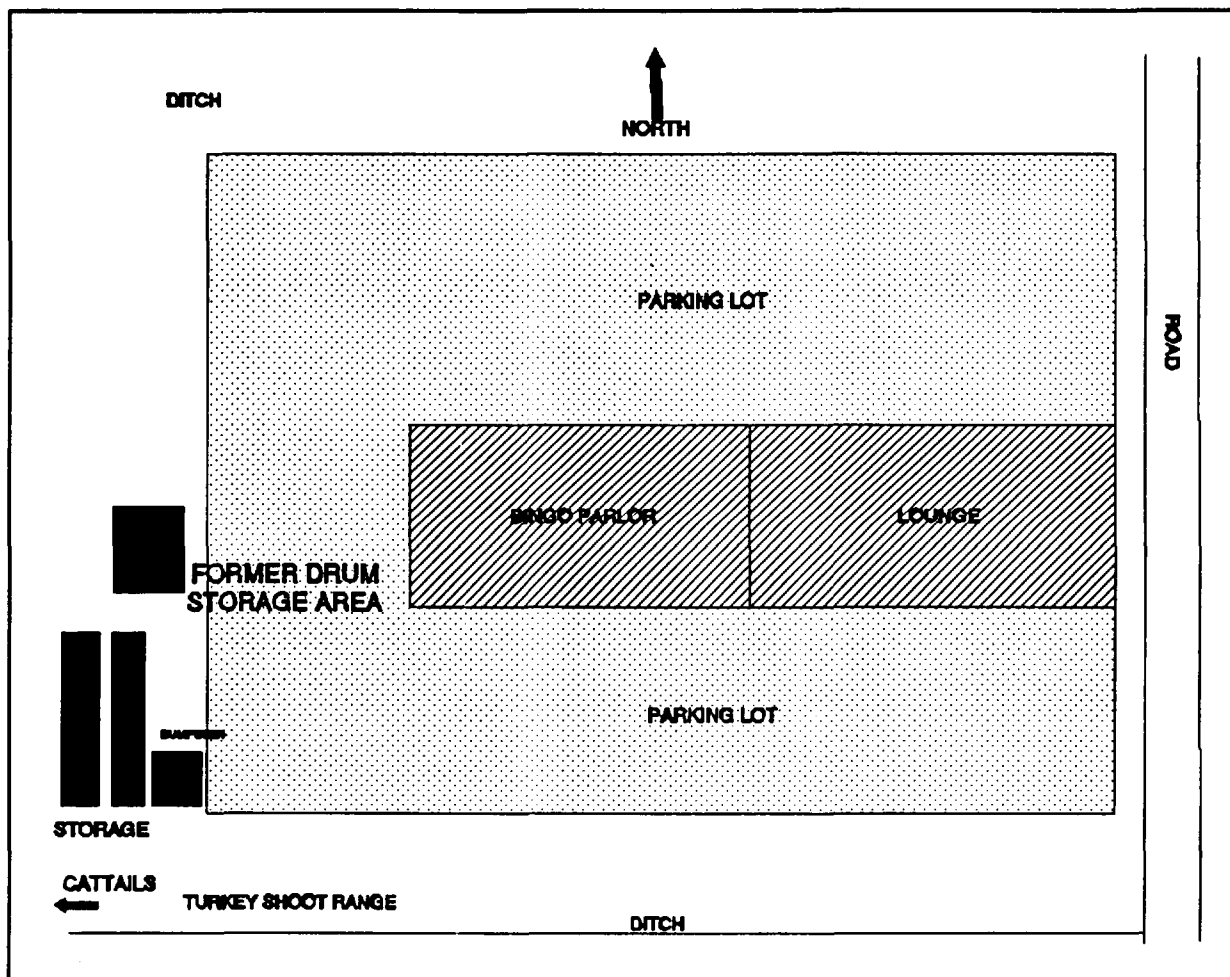 DITCH
NORTH
PARKING LOT
ROAD
BINGO PARLOR
LOUNGE
FORMER DRUM
STORAGE AREA
PARKING LOT
STORAGE
CATTAILS
TURKEY SHOOT RANGE
DITCH